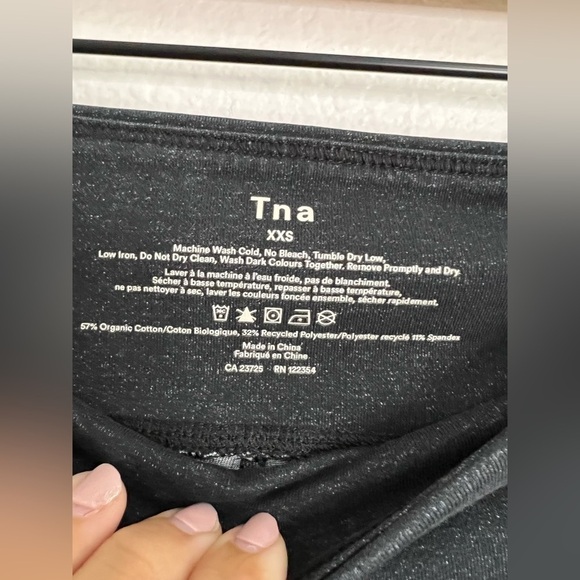 Tna
XXS
Machine Wash Cold, No Bleach, Tumble Dry Low,
Low Iron, Do Not Dry Clean, Wash Dark Colours Together. Remove Promptly and Dry.
Laver à la machine à l'eau froide, pas de blanchiment.
Sécher à basse température, repasser à basse température,
ne pas nettoyer à sec, laver les couleurs foncée ensemble, sécher rapidement.
57% Organic Cotton/Coton Biologique, 32% Recycled Polyester/Polyester recyclé 11% Spandex
Made in China
Fabriqué en Chine
CA 23725 RN 122364